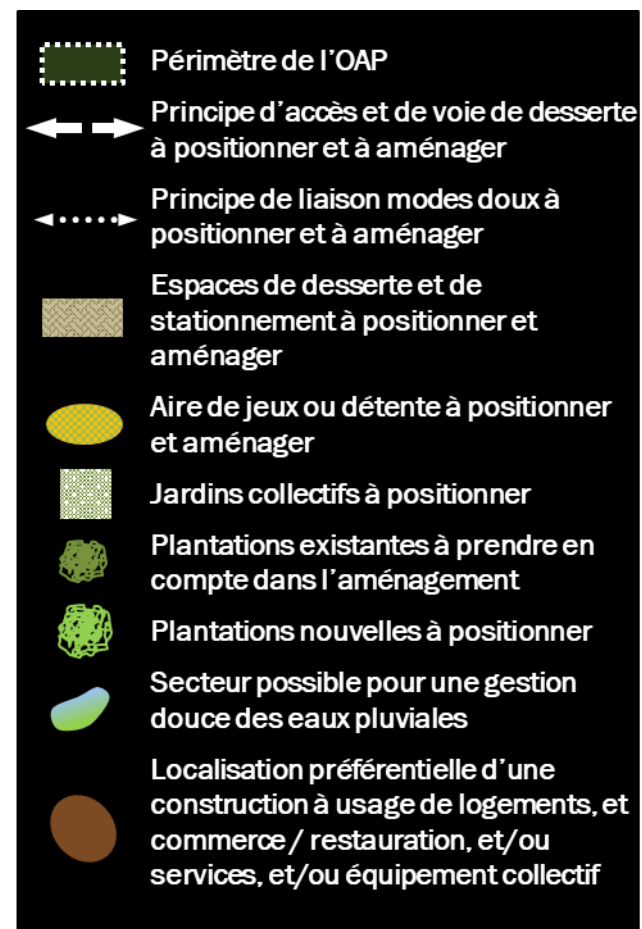 Périmètre de l’OAP
Principe d’accès et de voie de desserte
à positionner et à aménager
Principe de liaison modes doux à
positionner et à aménager
Espaces de desserte et de
stationnement à positionner et
aménager
Aire de jeux ou détente à positionner
et aménager
Jardins collectifs à positionner
Plantations existantes à prendre en
compte dans l’aménagement
Plantations nouvelles à positionner
Secteur possible pour une gestion
douce des eaux pluviales
Localisation préférentielle d’une
construction à usage de logements, et
commerce / restauration, et/ou
services, et/ou équipement collectif